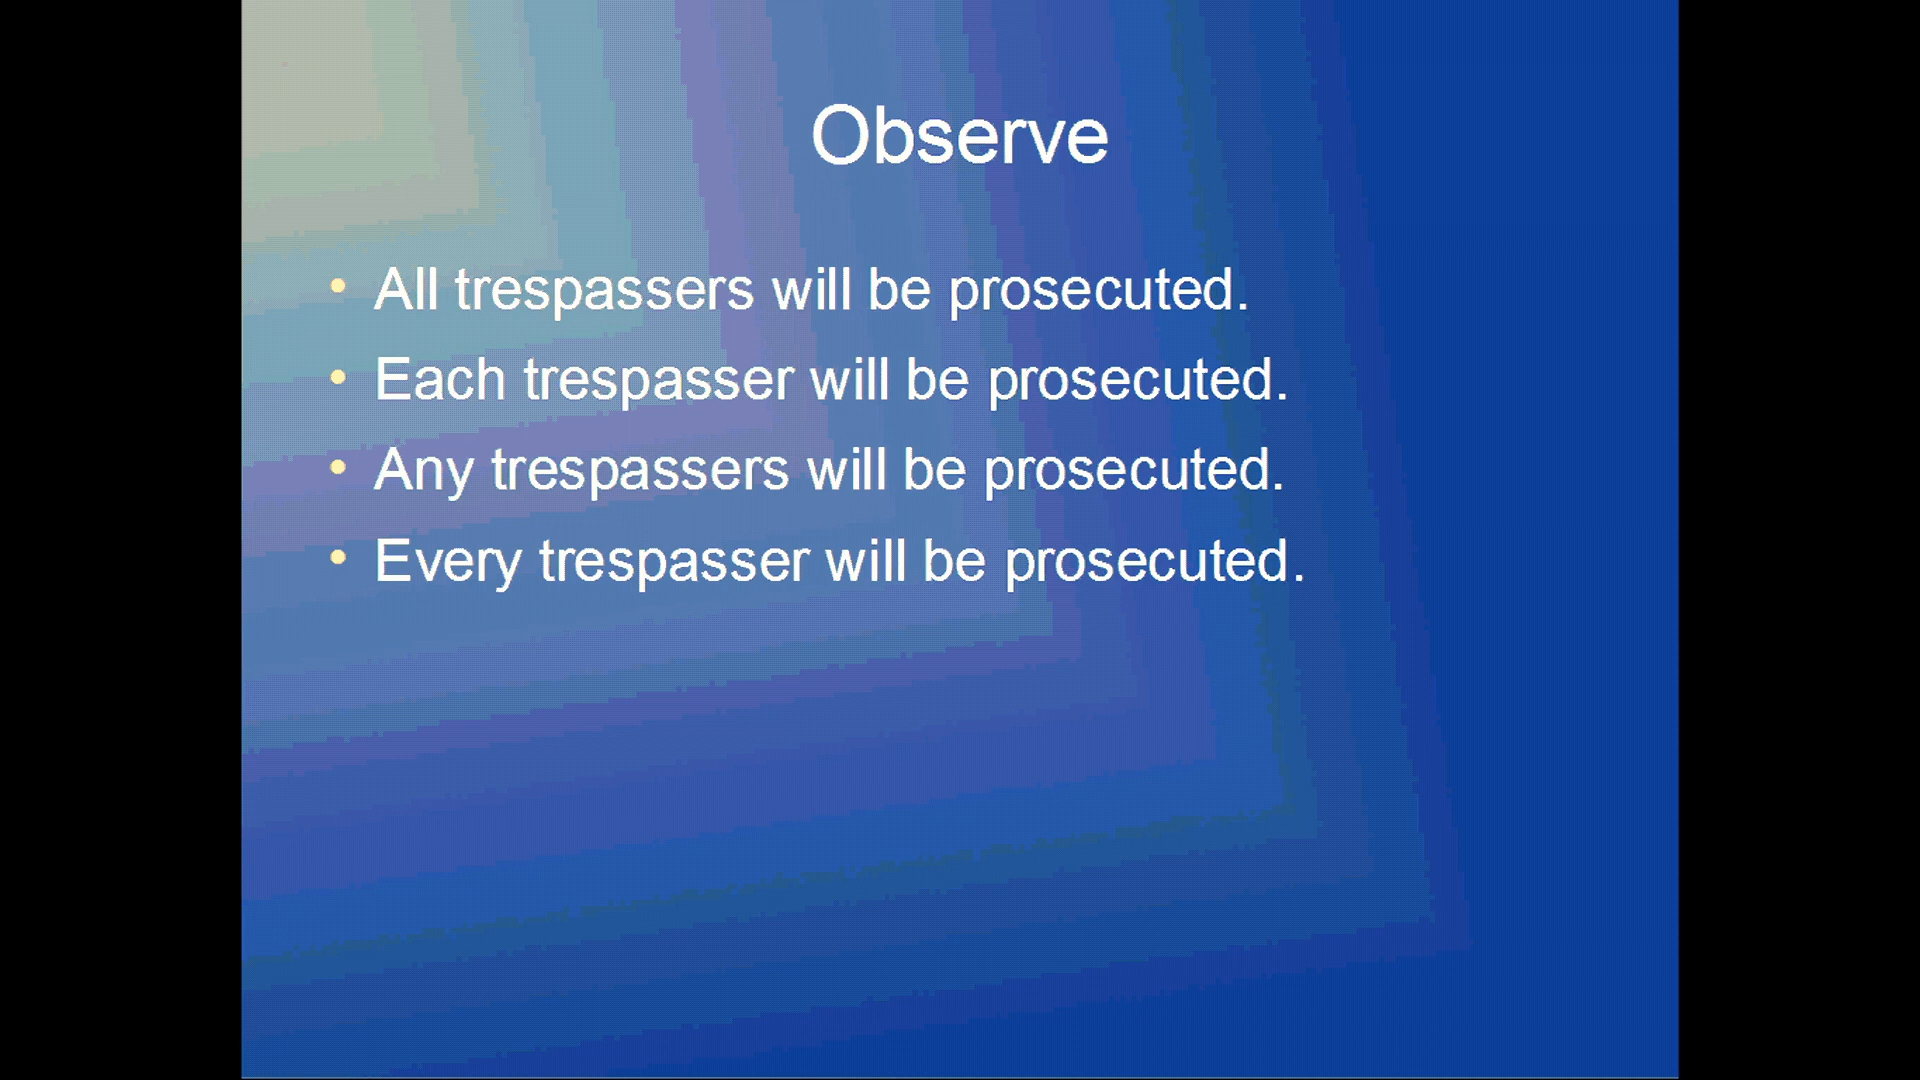 Observe
• All trespassers will be prosecuted.
• Each trespasser will be prosecuted.
• Any trespassers will be prosecuted.
• Every trespasser will be prosecuted.